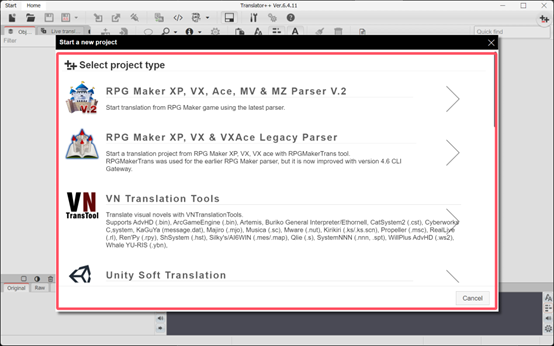 Start Home Translator++ Ver.6.4.11
Obj... Live transl... Quick find
Filter
Start a new project
Select project type
V.2
RPG Maker XP, VX, Ace, MV & MZ Parser V.2
Start translation from RPG Maker game using the latest parser.
RPG Maker XP, VX & VXAce Legacy Parser
Start a translation project from RPG Maker XP, VX, VX ace with RPGMakerTrans tool.
RPGMakerTrans was used for the earlier RPG Maker parser, but it is now improved with version 4.6 CLI
Gateway.
VN
TransTool
VN Translation Tools
Translate visual novels with VNTranslationTools.
Supports AdvHD (.bin), ArcGameEngine (.bin), Artemis, Buriko General Interpreter/Ethornell, CatSystem2 (.cst), Cyberworks
C,system, KaGuYa (message.dat), Majiro (.mjo), Musica (.sc), Mware (.nut), Kirikiri (.ks/.ks.scn), Propeller (.msc), RealLive
(.rl), Ren'Py (.rpy), ShSystem (.hst), Silky's/AI6WIN (.mes/.map), Qlie (.s), SystemNNN (.nnn, .spt), WillPlus AdvHD (.ws2),
Whale YU-RIS (.ybn),
Unity Soft Translation
Original Raw
Cancel